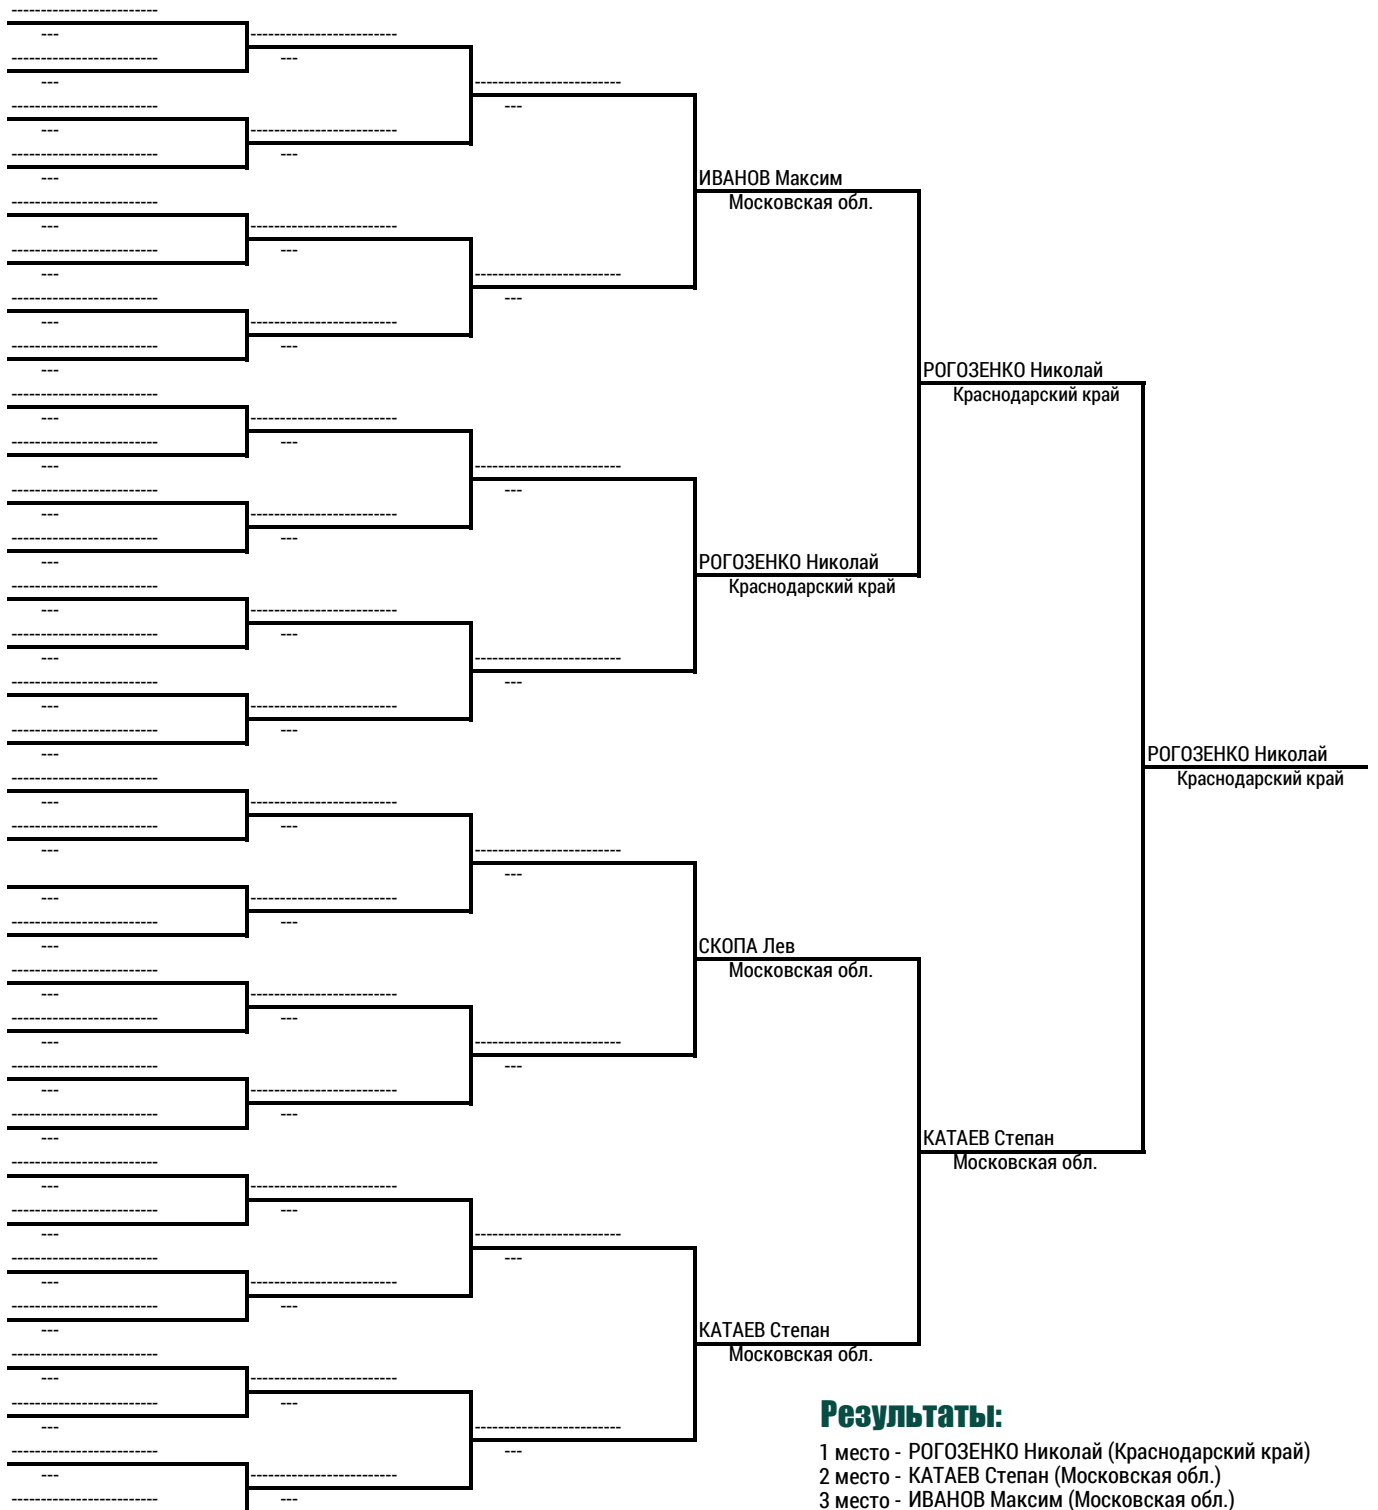 ИВАНОВ Максим
Московская обл.
РОГОЗЕНКО Николай
Краснодарский край
РОГОЗЕНКО Николай
Краснодарский край
РОГОЗЕНКО Николай
Краснодарский край
СКОПА Лев
Московская обл.
КАТАЕВ Степан
Московская обл.
КАТАЕВ Степан
Московская обл.
Результаты:
1 место - РОГОЗЕНКО Николай (Краснодарский край)
2 место - КАТАЕВ Степан (Московская обл.)
3 место - ИВАНОВ Максим (Московская обл.)